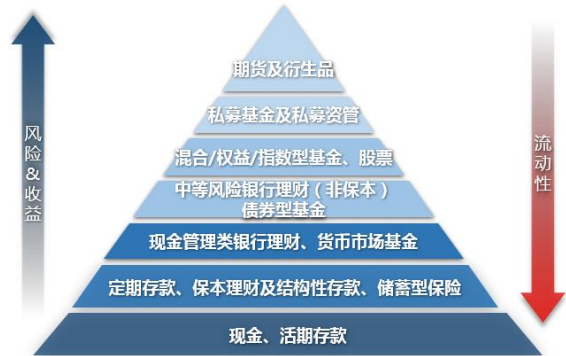 期货及衍生品
私募基金及私募资管
混合/权益/指数型基金、股票
中等风险银行理财（非保本）
债券型基金
现金管理类银行理财、货币市场基金
定期存款、保本理财及结构性存款、储蓄型保险
现金、活期存款
风险&收益
流动性